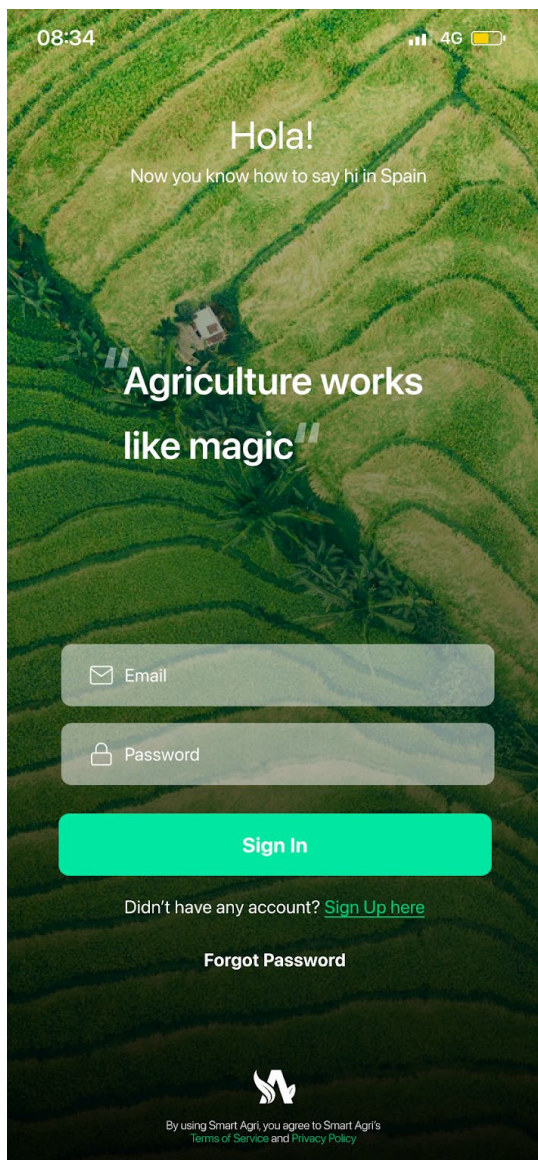 08:34
4G
Hola!
Now you know how to say hi in Spain
"Agriculture works
like magic"
Email
Password
Sign In
Didn't have any account? Sign Up here
Forgot Password
By using Smart Agri, you agree to Smart Agri's
Terms of Service and Privacy Policy